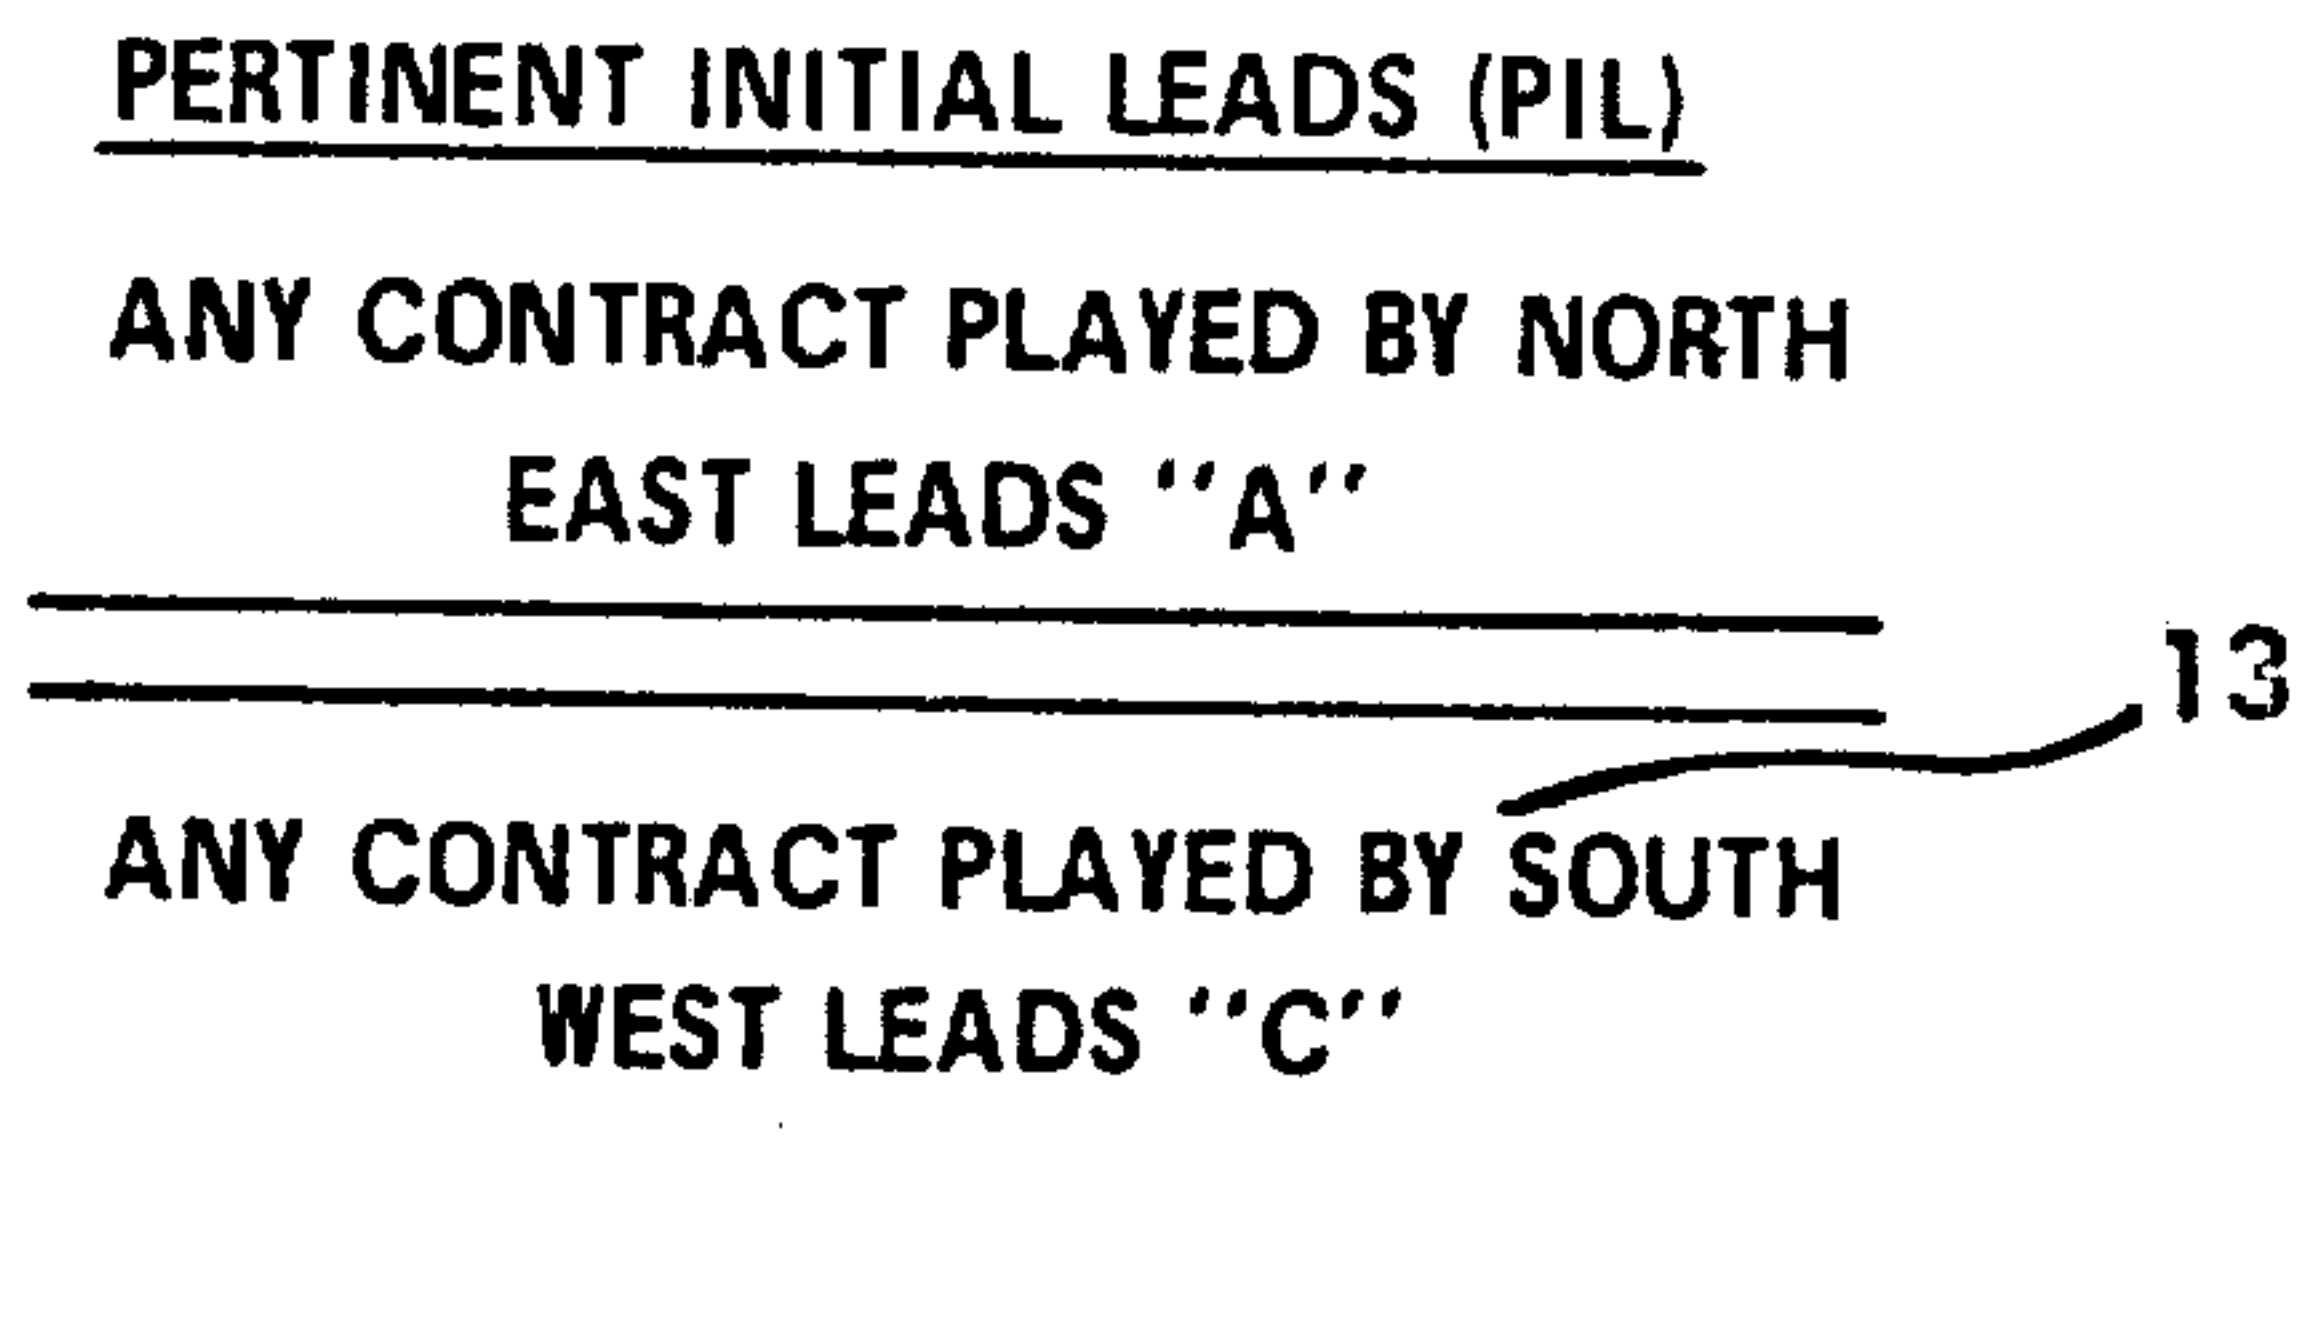 PERTINENT INITIAL LEADS (PIL)
ANY CONTRACT PLAYED BY NORTH
EAST LEADS "A"
13
ANY CONTRACT PLAYED BY SOUTH
WEST LEADS "C"